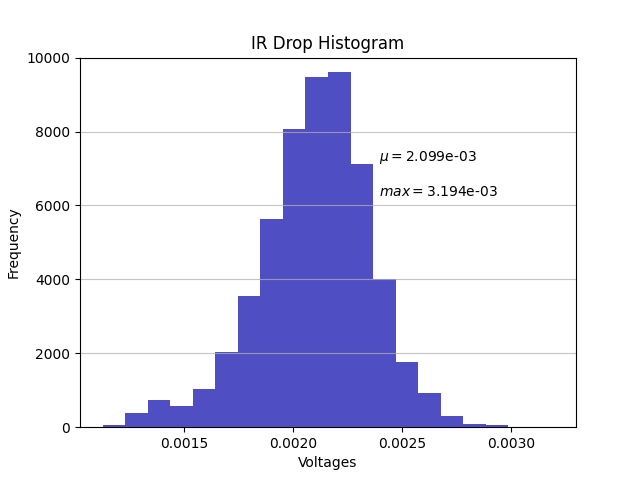 IR Drop Histogram
10000
8000
6000
4000
2000
0
Frequency
μ = 2.099e-03
max = 3.194e-03
0.0015 0.0020 0.0025 0.0030
Voltages